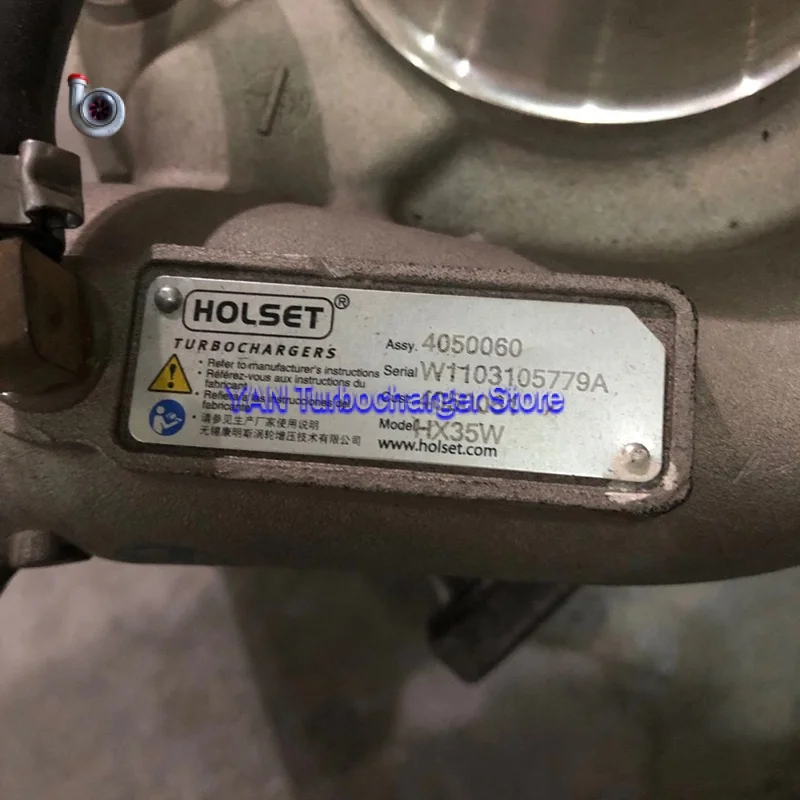 HOLSET®
TURBOCHARGERS
• Refer to manufacturer's instructions
• Référez-vous aux instructions du
fabricant
fabricante
• 请参见生产厂家使用说明
无锡康明斯涡轮增压技术有限公司
Assy. 4050060
Serial W1103105779A
Cust
Model HX35W
www.holset.com
YAN Turbocharger Store